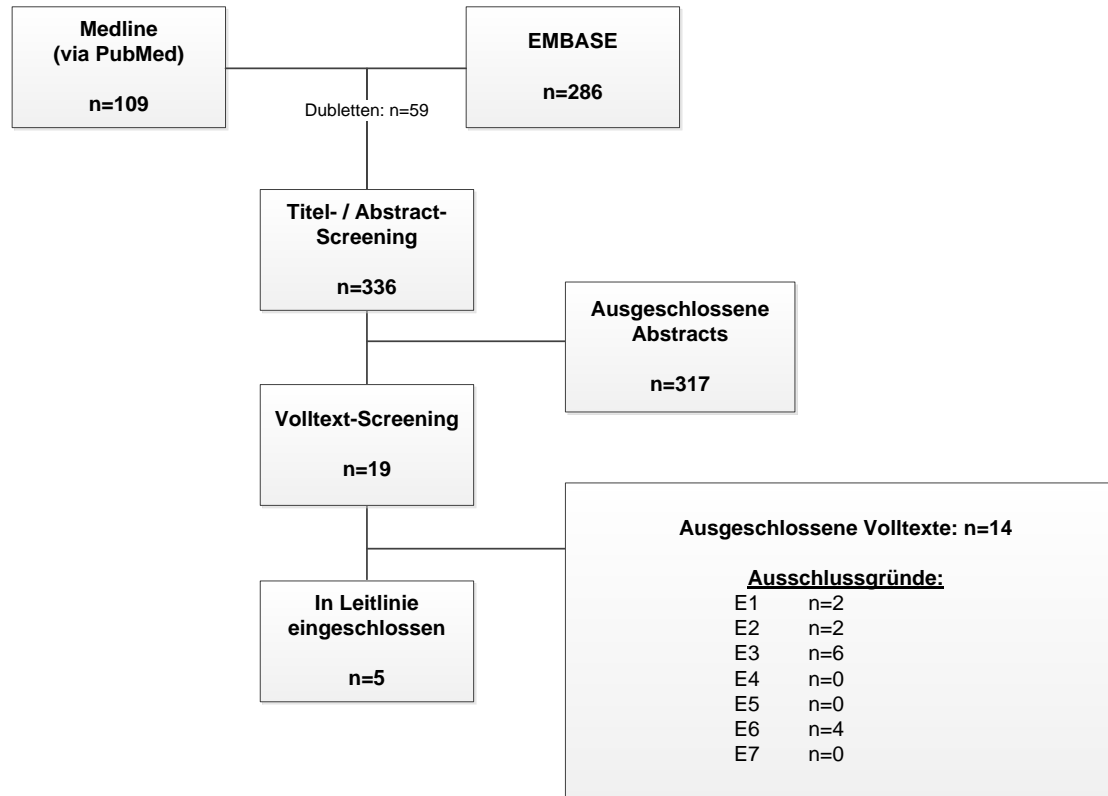 Medline
(via PubMed)
n=109
EMBASE
n=286
Dubletten: n=59
Titel- / Abstract-
Screening
n=336
Ausgeschlossene
Abstracts
n=317
Volltext-Screening
n=19
Ausgeschlossene Volltexte: n=14
Ausschlussgründe:
E1 n=2
E2 n=2
E3 n=6
E4 n=0
E5 n=0
E6 n=4
E7 n=0
In Leitlinie
eingeschlossen
n=5